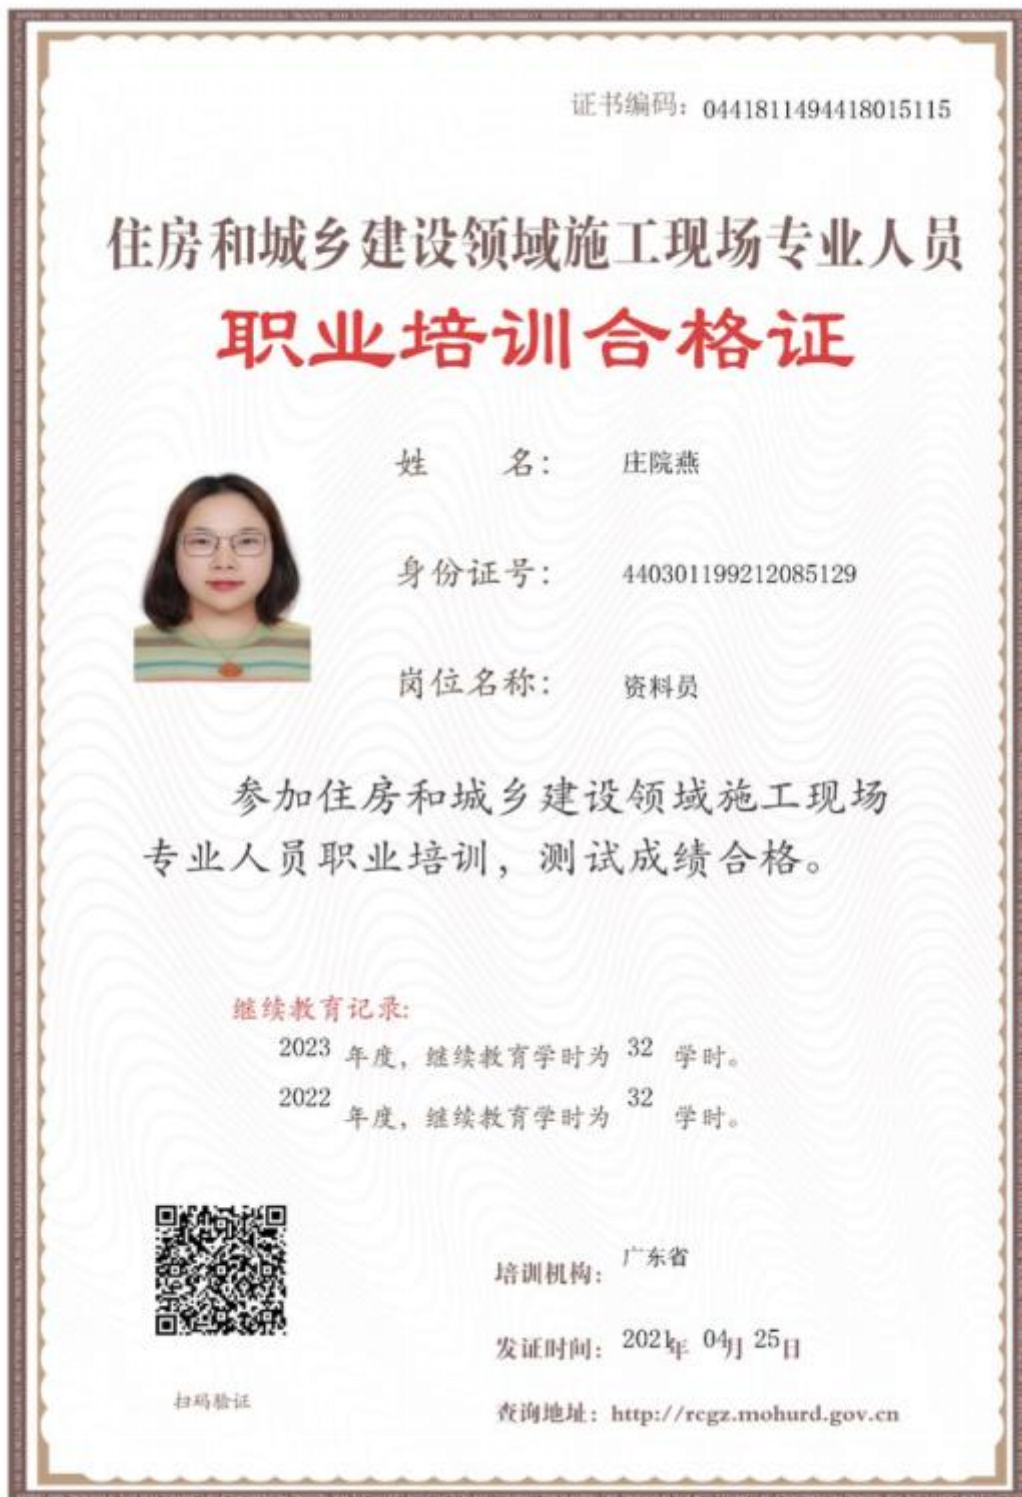 证书编码：0441811494418015115
住房和城乡建设领域施工现场专业人员
职业培训合格证
姓 名： 庄院燕
身份证号： 440301199212085129
岗位名称： 资料员
参加住房和城乡建设领域施工现场
专业人员职业培训，测试成绩合格。
继续教育记录:
2023 年度，继续教育学时为 32 学时。
2022 年度，继续教育学时为 32 学时。
培训机构： 广东省
发证时间： 2021年 04月 25日
扫码验证
查询地址：http://rcgz.mohurd.gov.cn